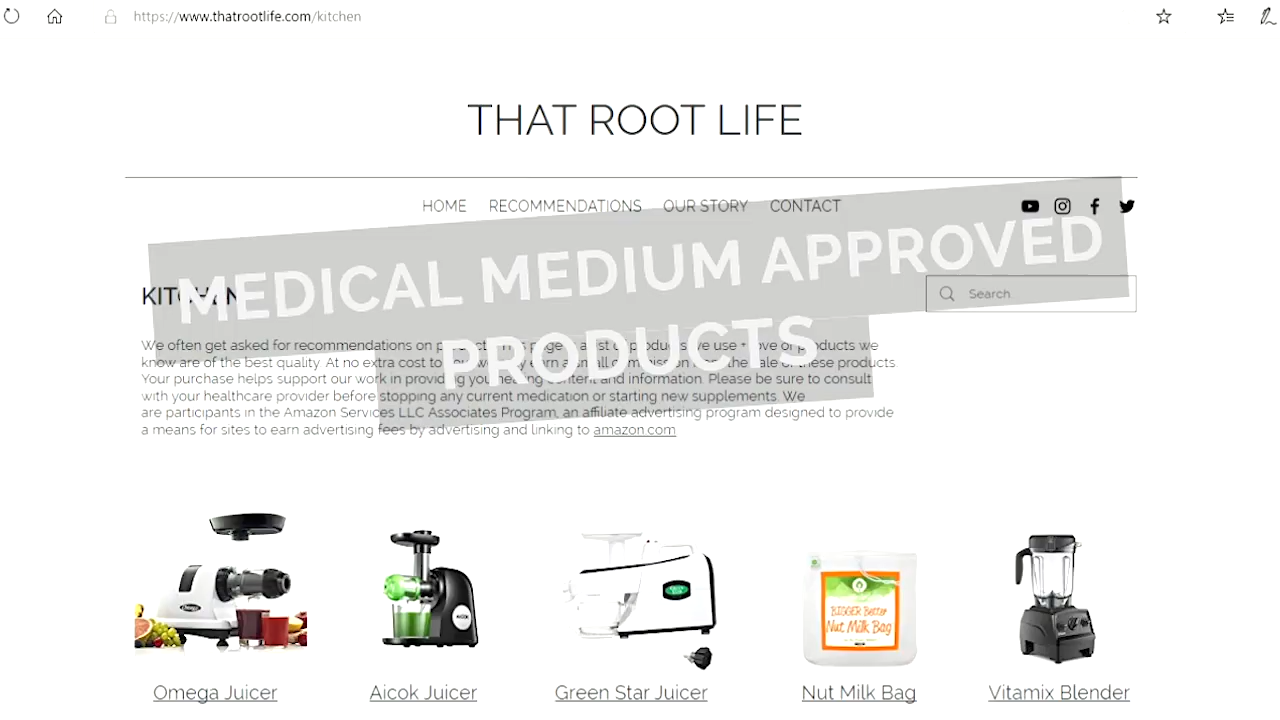 https://www.thatrootlife.com/kitchen
THAT ROOT LIFE
HOME RECOMMENDATIONS OUR STORY CONTACT
MEDICAL MEDIUM APPROVED
PRODUCTS
KITCHEN
Search
We often get asked for recommendations on products. This page is a list of products we use + love or products we
know are of the best quality. At no extra cost to you, we may earn a small commission from the sale of these products.
Your purchase helps support our work in providing you healing content and information. Please be sure to consult
with your healthcare provider before stopping any current medication or starting new supplements. We
are participants in the Amazon Services LLC Associates Program, an affiliate advertising program designed to provide
a means for sites to earn advertising fees by advertising and linking to amazon.com
BIGGER Better
Nut Milk Bag
Omega Juicer Aicok Juicer Green Star Juicer Nut Milk Bag Vitamix Blender